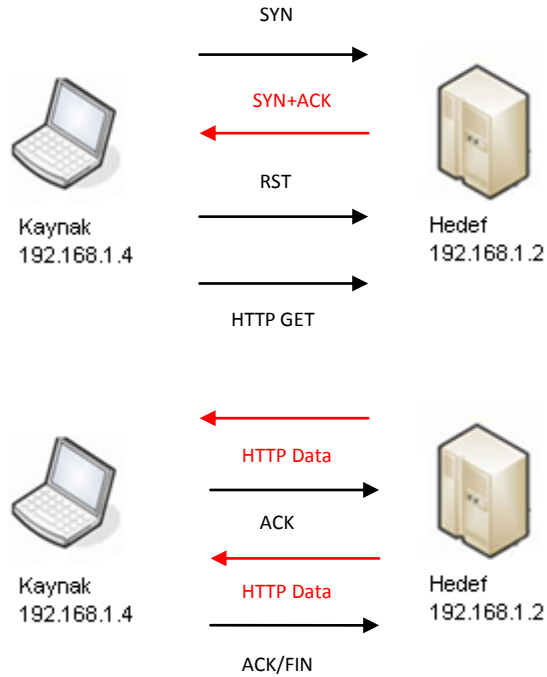 SYN
SYN+ACK
RST
Kaynak
192.168.1.4
Hedef
192.168.1.2
HTTP GET
HTTP Data
ACK
HTTP Data
Kaynak
192.168.1.4
Hedef
192.168.1.2
ACK/FIN